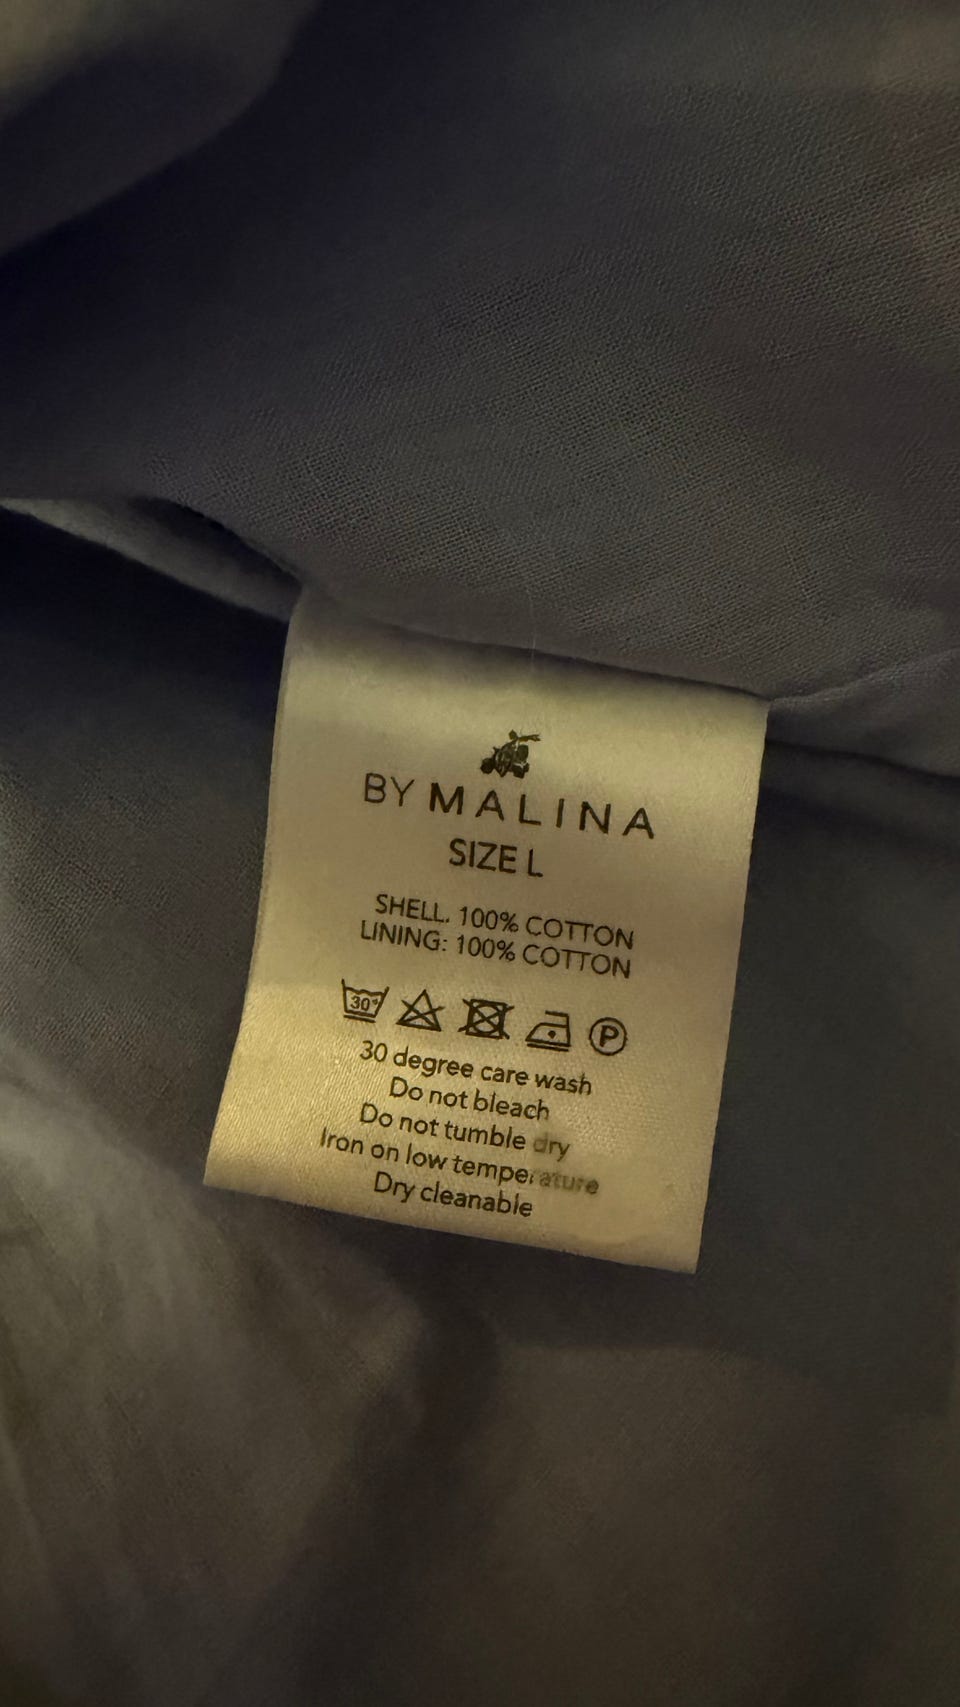 BY MALINA
SIZE L
SHELL. 100% COTTON
LINING: 100% COTTON
30° P
30 degree care wash
Do not bleach
Do not tumble dry
Iron on low temperature
Dry cleanable